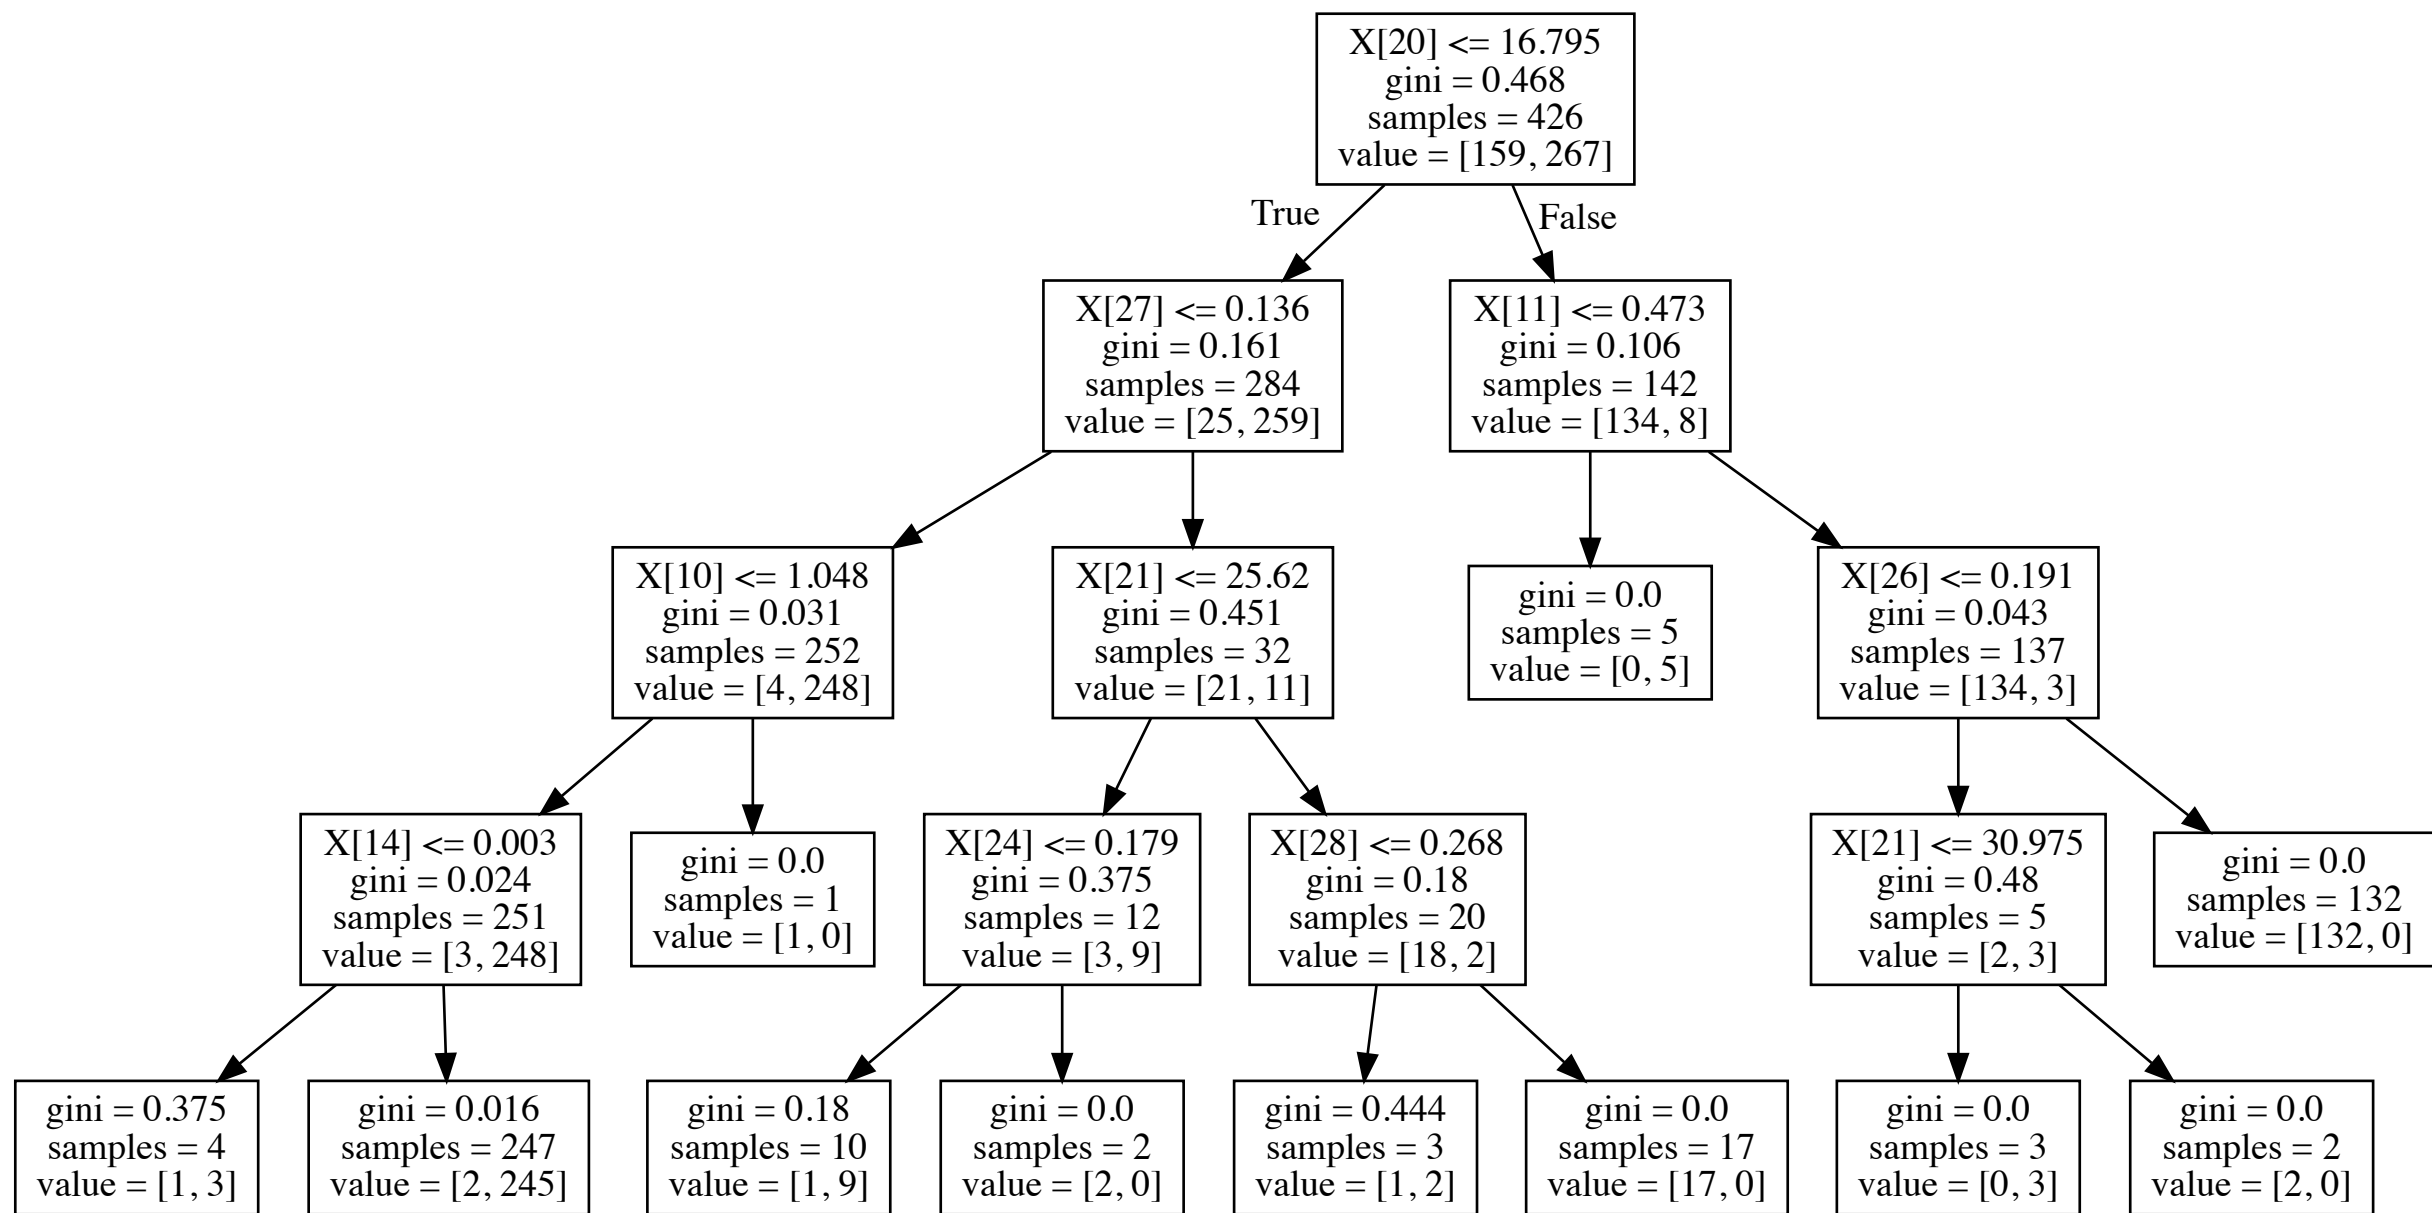 X[20] <= 16.795
gini = 0.468
samples = 426
value = [159, 267]
True
False
X[27] <= 0.136
gini = 0.161
samples = 284
value = [25, 259]
X[11] <= 0.473
gini = 0.106
samples = 142
value = [134, 8]
X[10] <= 1.048
gini = 0.031
samples = 252
value = [4, 248]
X[21] <= 25.62
gini = 0.451
samples = 32
value = [21, 11]
gini = 0.0
samples = 5
value = [0, 5]
X[26] <= 0.191
gini = 0.043
samples = 137
value = [134, 3]
X[14] <= 0.003
gini = 0.024
samples = 251
value = [3, 248]
gini = 0.0
samples = 1
value = [1, 0]
X[24] <= 0.179
gini = 0.375
samples = 12
value = [3, 9]
X[28] <= 0.268
gini = 0.18
samples = 20
value = [18, 2]
X[21] <= 30.975
gini = 0.48
samples = 5
value = [2, 3]
gini = 0.0
samples = 132
value = [132, 0]
gini = 0.375
samples = 4
value = [1, 3]
gini = 0.016
samples = 247
value = [2, 245]
gini = 0.18
samples = 10
value = [1, 9]
gini = 0.0
samples = 2
value = [2, 0]
gini = 0.444
samples = 3
value = [1, 2]
gini = 0.0
samples = 17
value = [17, 0]
gini = 0.0
samples = 3
value = [0, 3]
gini = 0.0
samples = 2
value = [2, 0]